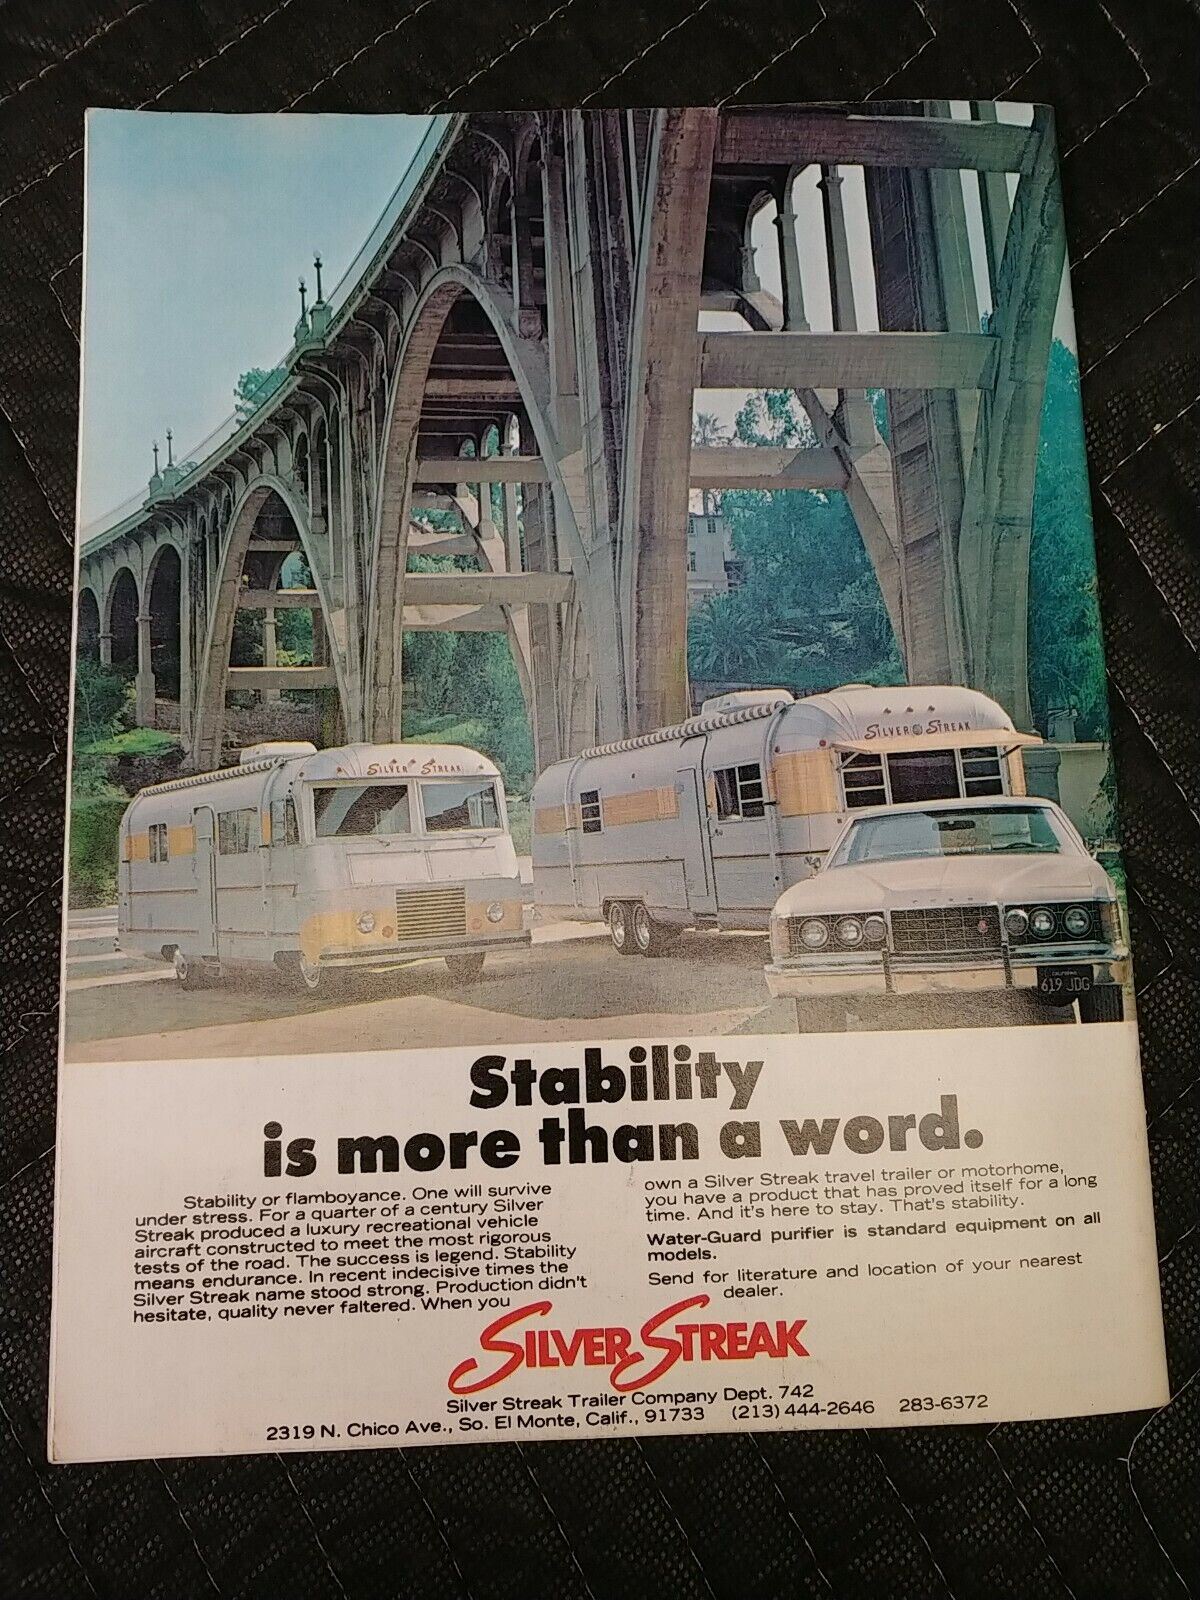 SILVER STREAK
SILVER STREAK
CALIFORNIA
619 JDG
Stability
is more than a word.
Stability or flamboyance. One will survive
under stress. For a quarter of a century Silver
Streak produced a luxury recreational vehicle
aircraft constructed to meet the most rigorous
tests of the road. The success is legend. Stability
means endurance. In recent indecisive times the
Silver Streak name stood strong. Production didn't
hesitate, quality never faltered. When you
own a Silver Streak travel trailer or motorhome,
you have a product that has proved itself for a long
time. And it's here to stay. That's stability.
Water-Guard purifier is standard equipment on all
models.
Send for literature and location of your nearest
dealer.
SILVER STREAK
Silver Streak Trailer Company Dept. 742
2319 N. Chico Ave., So. El Monte, Calif., 91733 (213) 444-2646 283-6372